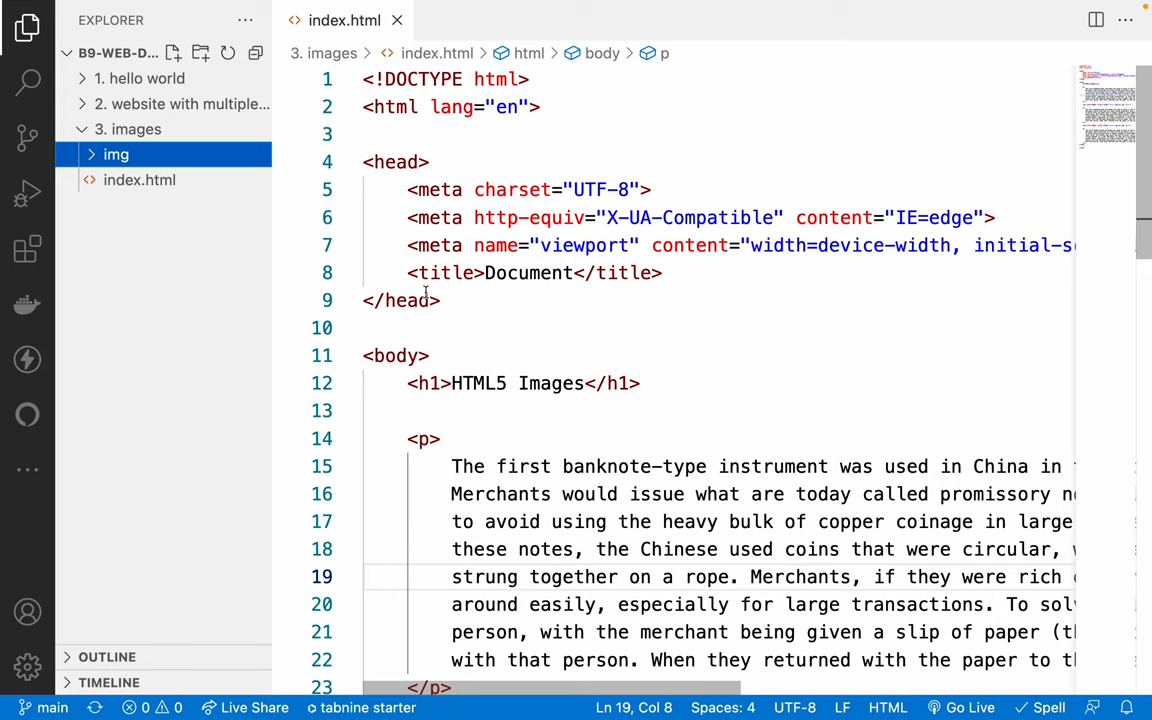 EXPLORER
index.html
B9-WEB-D...
1. hello world
2. website with multiple...
3. images
img
index.html
OUTLINE
TIMELINE
3. images > index.html > html > body > p
1 <!DOCTYPE html>
2 <html lang="en">
3
4 <head>
5 <meta charset="UTF-8">
6 <meta http-equiv="X-UA-Compatible" content="IE=edge">
7 <meta name="viewport" content="width=device-width, initial-sc
8 <title>Document</title>
9 </head>
10
11 <body>
12 <h1>HTML5 Images</h1>
13
14 <p>
15 The first banknote-type instrument was used in China in
16 Merchants would issue what are today called promissory
17 to avoid using the heavy bulk of copper coinage in large
18 these notes, the Chinese used coins that were circular,
19 strung together on a rope. Merchants, if they were rich
20 around easily, especially for large transactions. To
21 person, with the merchant being given a slip of paper
22 with that person. When they returned with the paper to
23 </p>
main 0 0 Live Share tabnine starter Ln 19, Col 8 Spaces: 4 UTF-8 LF HTML Go Live Spell